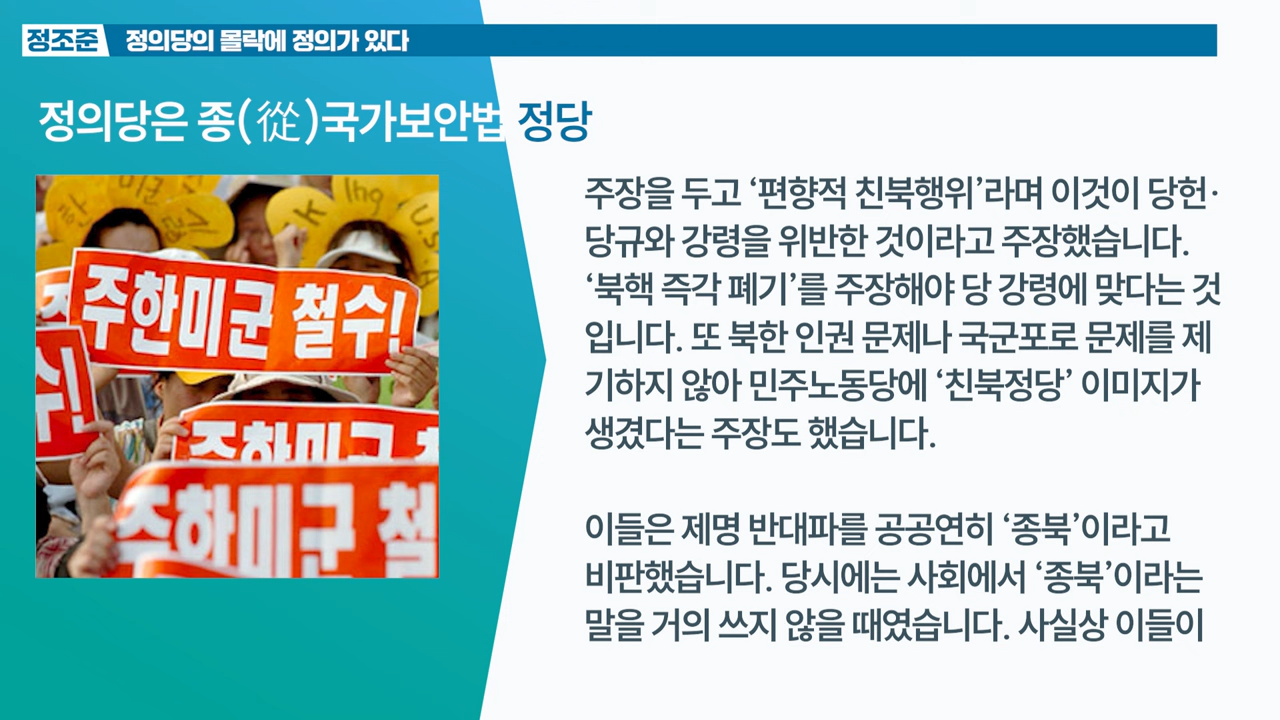 정조준 정의당의 몰락에 정의가 있다
정의당은 종(從)국가보안법 정당
한
미군
King
U.S.A
주한미군 철수!
수!
주한미군 철
주한미군 철
주장을 두고 ‘편향적 친북행위’라며 이것이 당헌·
당규와 강령을 위반한 것이라고 주장했습니다.
‘북핵 즉각 폐기’를 주장해야 당 강령에 맞다는 것
입니다. 또 북한 인권 문제나 국군포로 문제를 제
기하지 않아 민주노동당에 ‘친북정당’ 이미지가
생겼다는 주장도 했습니다.
이들은 제명 반대파를 공공연히 ‘종북’이라고
비판했습니다. 당시에는 사회에서 ‘종북’이라는
말을 거의 쓰지 않을 때였습니다. 사실상 이들이